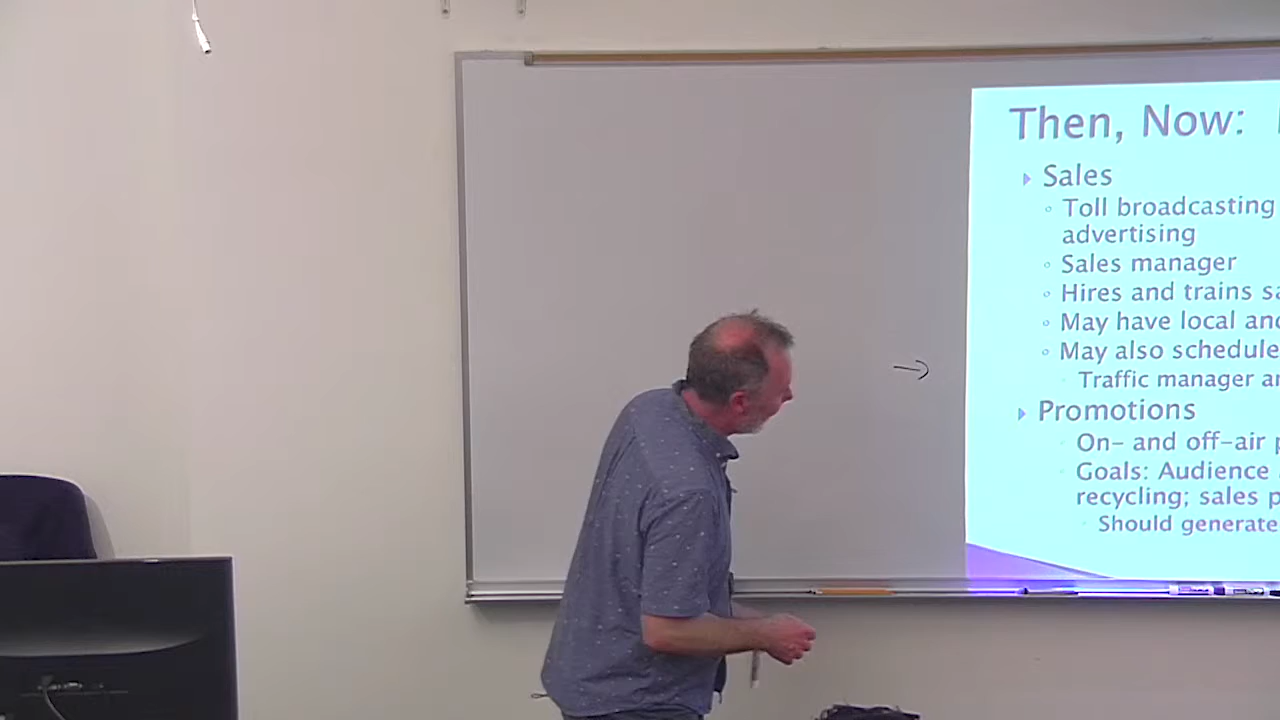 Then, Now:
Sales
Toll broadcasting
advertising
Sales manager
Hires and trains
May have local
May also schedule
Traffic manager
→
Promotions
On- and off-air
Goals: Audience
recycling; sales
Should generate